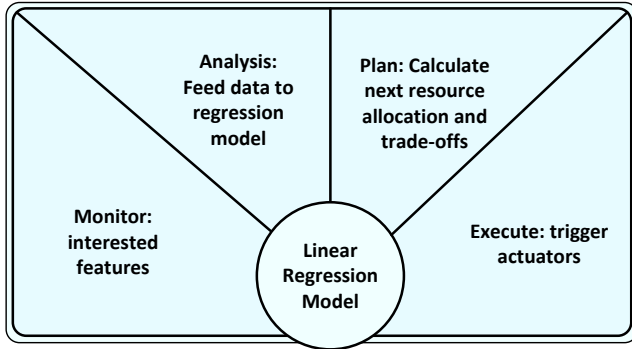 Analysis:
Feed data to
regression
model
Plan: Calculate
next resource
allocation and
trade-offs
Monitor:
interested
features
Linear
Regression
Model
Execute: trigger
actuators